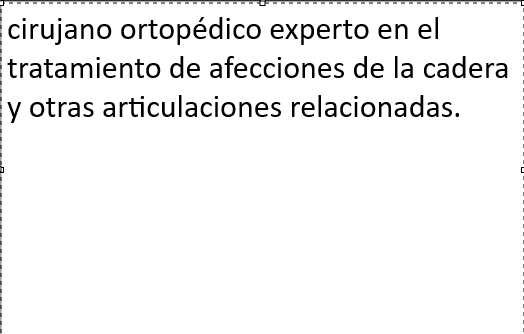 cirujano ortopédico experto en el
tratamiento de afecciones de la cadera
y otras articulaciones relacionadas.